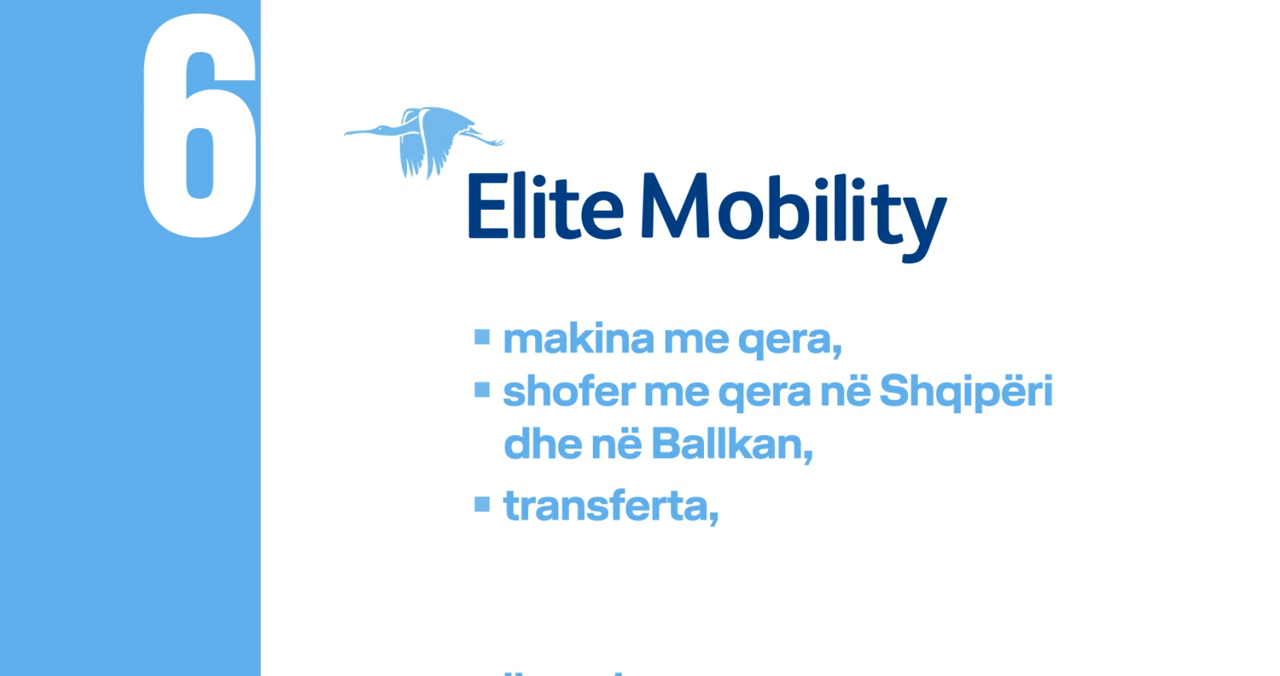 6
Elite Mobility
▪ makina me qera,
▪ shofer me qera në Shqipëri
dhe në Ballkan,
▪ transferta,